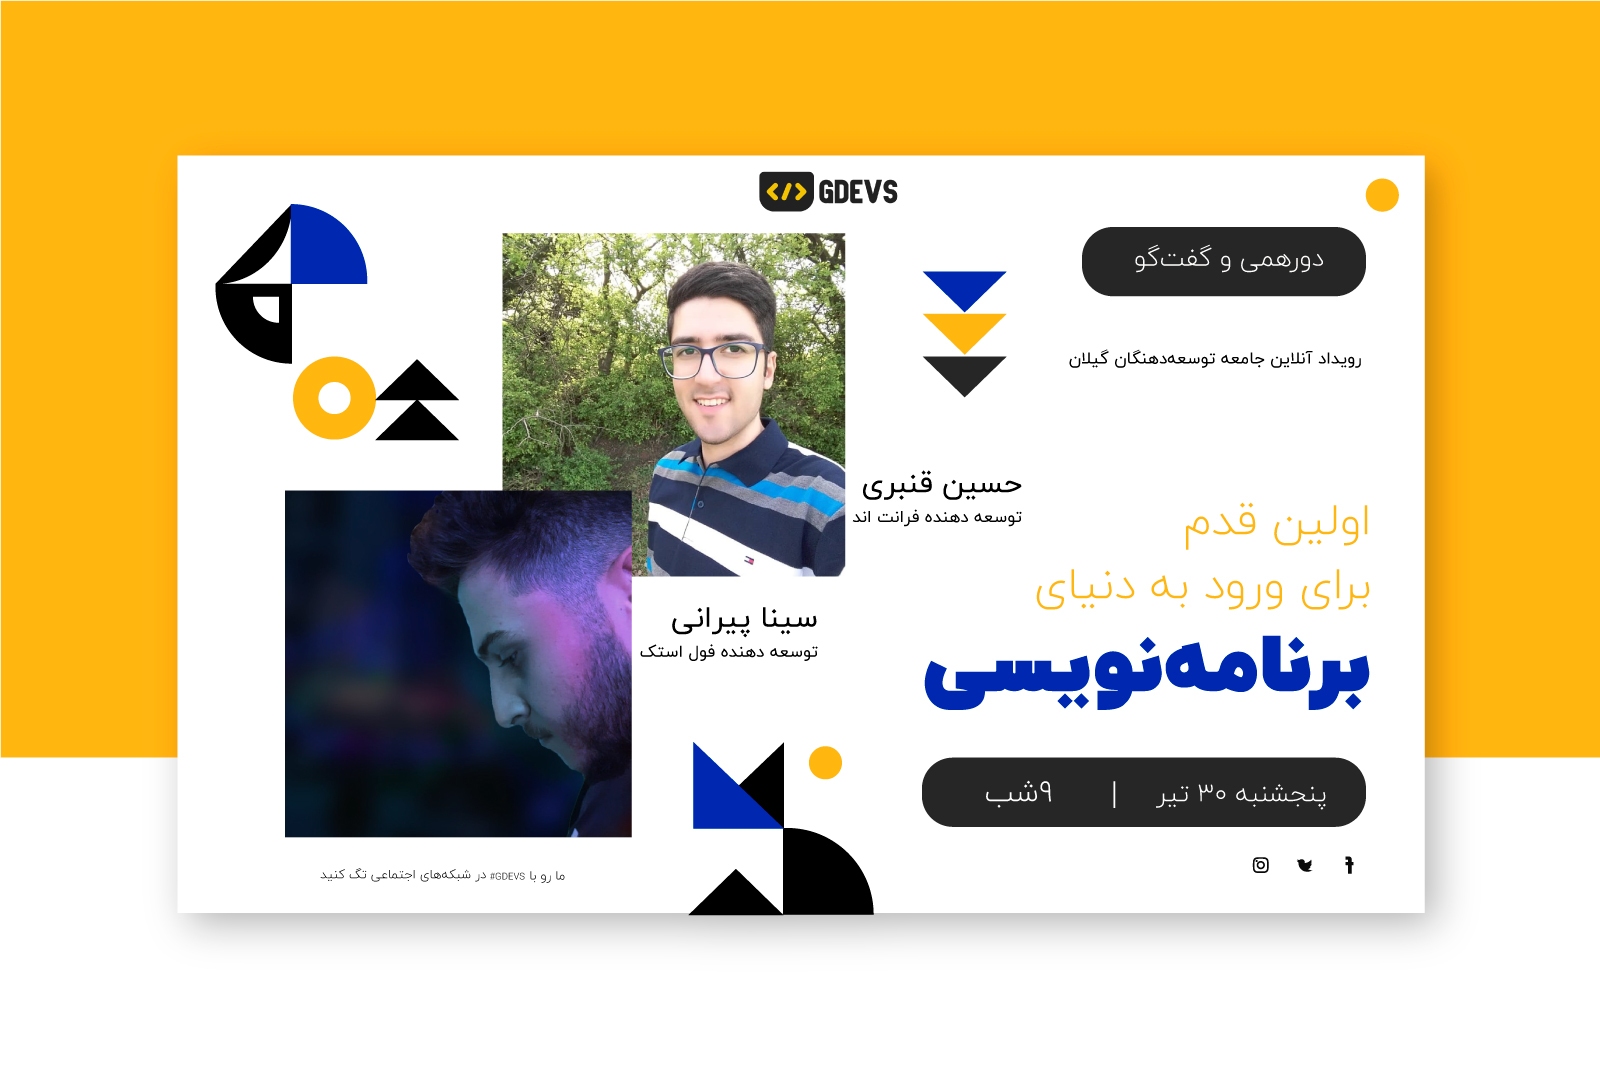 GDEVS
دورهمی و گفت‌گو
رویداد آنلاین جامعه توسعه‌دهنگان گیلان
حسین قنبری
توسعه دهنده فرانت اند
سینا پیرانی
توسعه دهنده فول استک
اولین قدم
برای ورود به دنیای
برنامه‌نویسی
پنجشنبه ۳۰ تیر | ۹شب
ما رو با #GDEVS در شبکه‌های اجتماعی تگ کنید